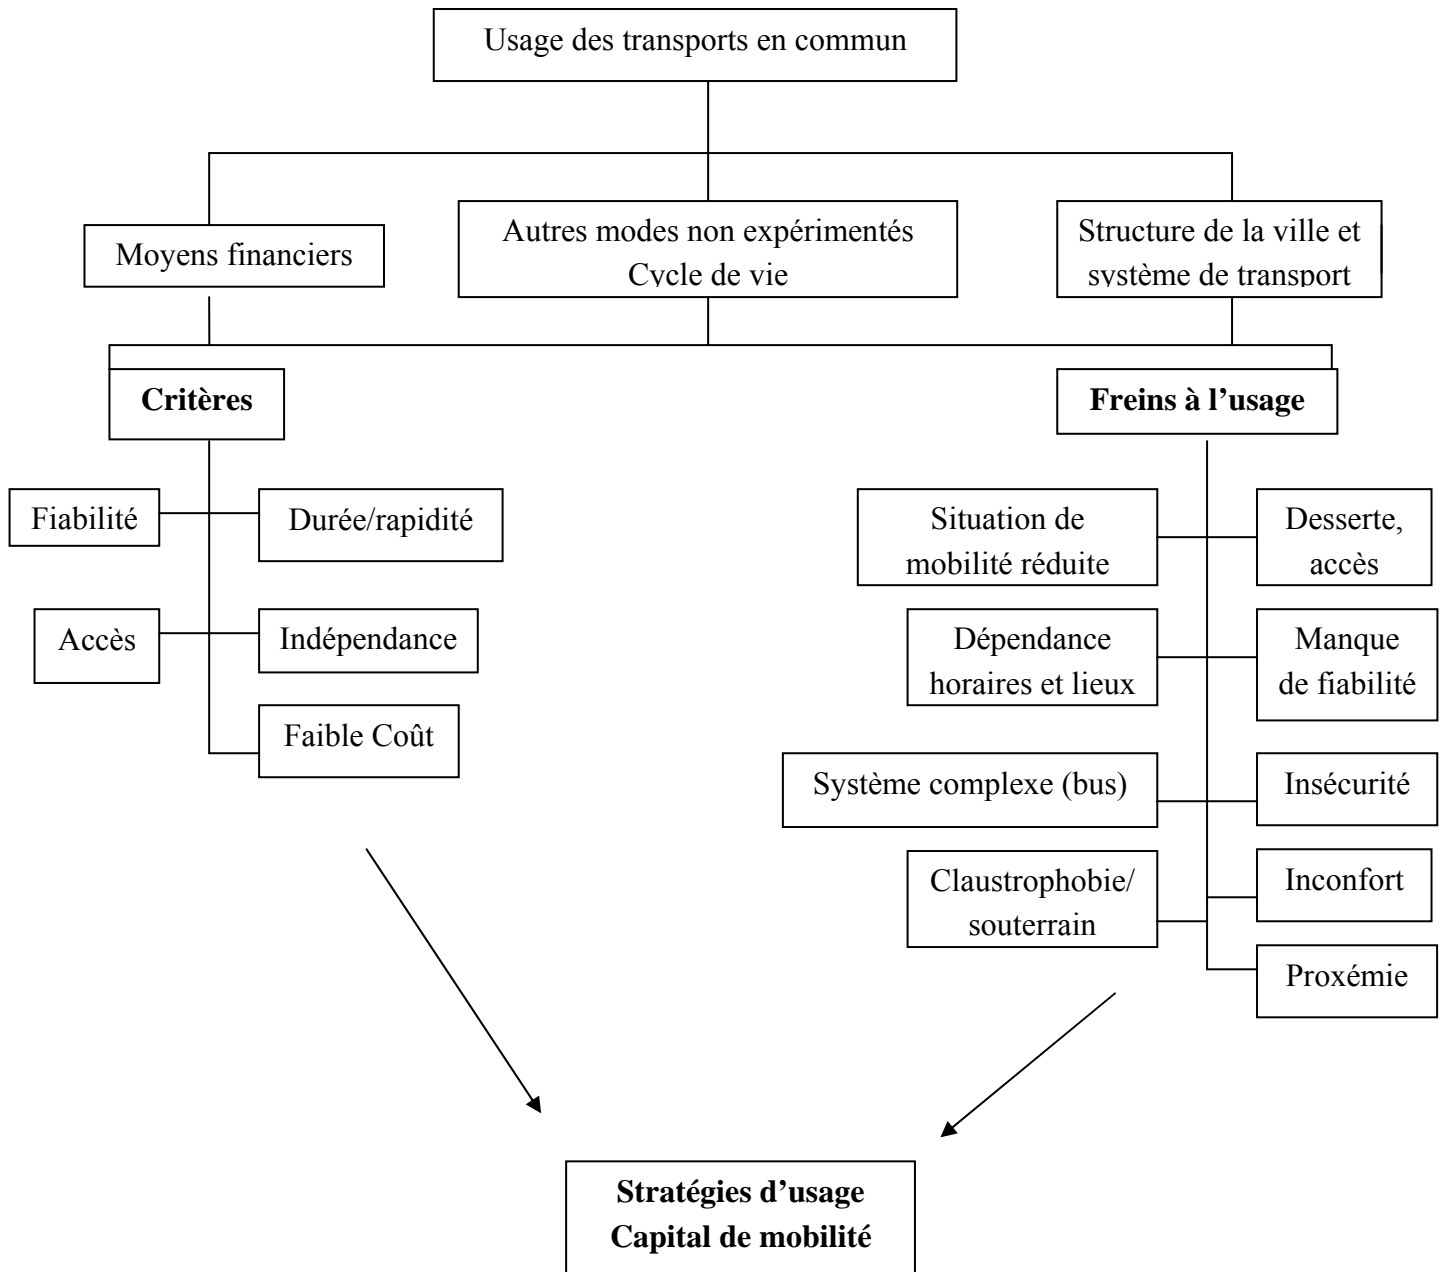 Usage des transports en commun
Moyens financiers
Autres modes non expérimentés
Cycle de vie
Structure de la ville et
système de transport
Critères
Freins à l’usage
Fiabilité
Durée/rapidité
Accès
Indépendance
Faible Coût
Situation de
mobilité réduite
Desserte,
accès
Dépendance
horaires et lieux
Manque
de fiabilité
Système complexe (bus)
Insécurité
Claustrophobie/
souterrain
Inconfort
Proxémie
Stratégies d’usage
Capital de mobilité